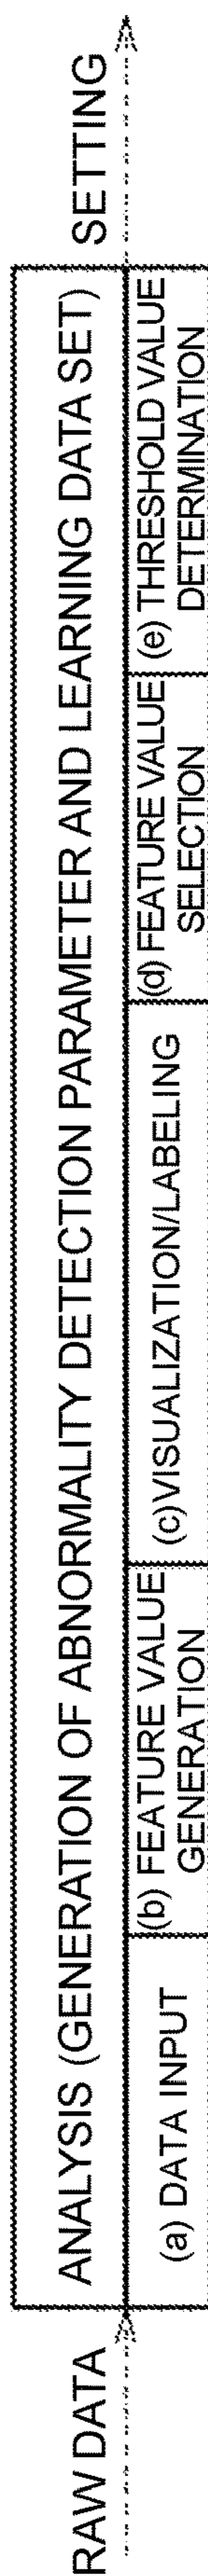 RAW DATA
ANALYSIS (GENERATION OF ABNORMALITY DETECTION PARAMETER AND LEARNING DATA SET)
SETTING
(a) DATA INPUT
(b) FEATURE VALUE
GENERATION
(c)VISUALIZATION/LABELING
(d) FEATURE VALUE
SELECTION
(e) THRESHOLD VALUE
DETERMINATION